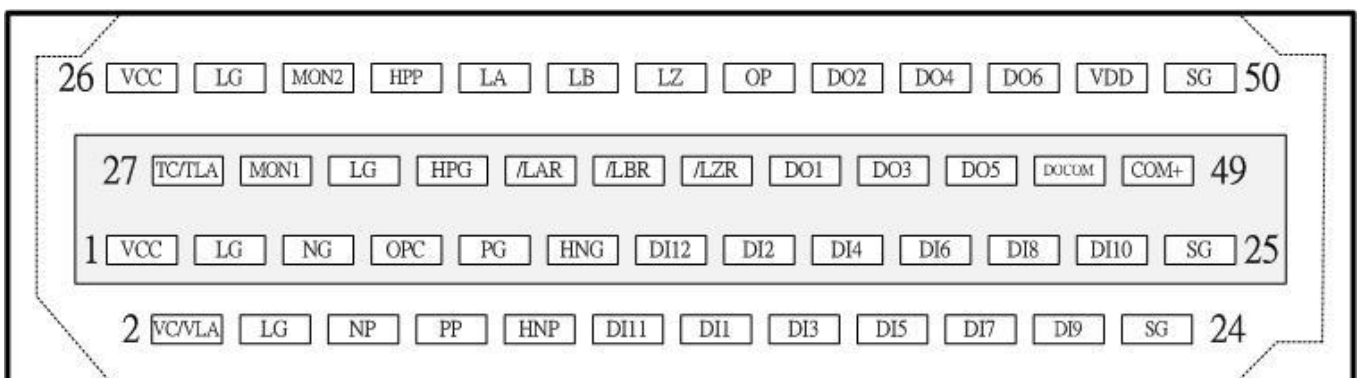 26 VCC LG MON2 HPP LA LB LZ OP DO2 DO4 DO6 VDD SG 50
27 TC/TLA MON1 LG HPG /LAR /LBR /LZR DO1 DO3 DO5 DOCOM COM+ 49
1 VCC LG NG OPC PG HNG DI12 DI2 DI4 DI6 DI8 DI10 SG 25
2 VC/VLA LG NP PP HNP DI11 DI1 DI3 DI5 DI7 DI9 SG 24